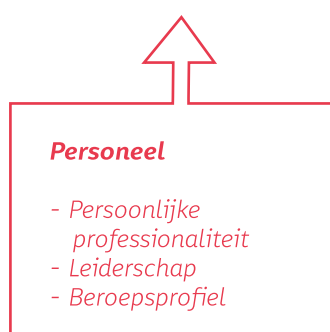 Personeel
- Persoonlijke
professionaliteit
- Leiderschap
- Beroepsprofiel